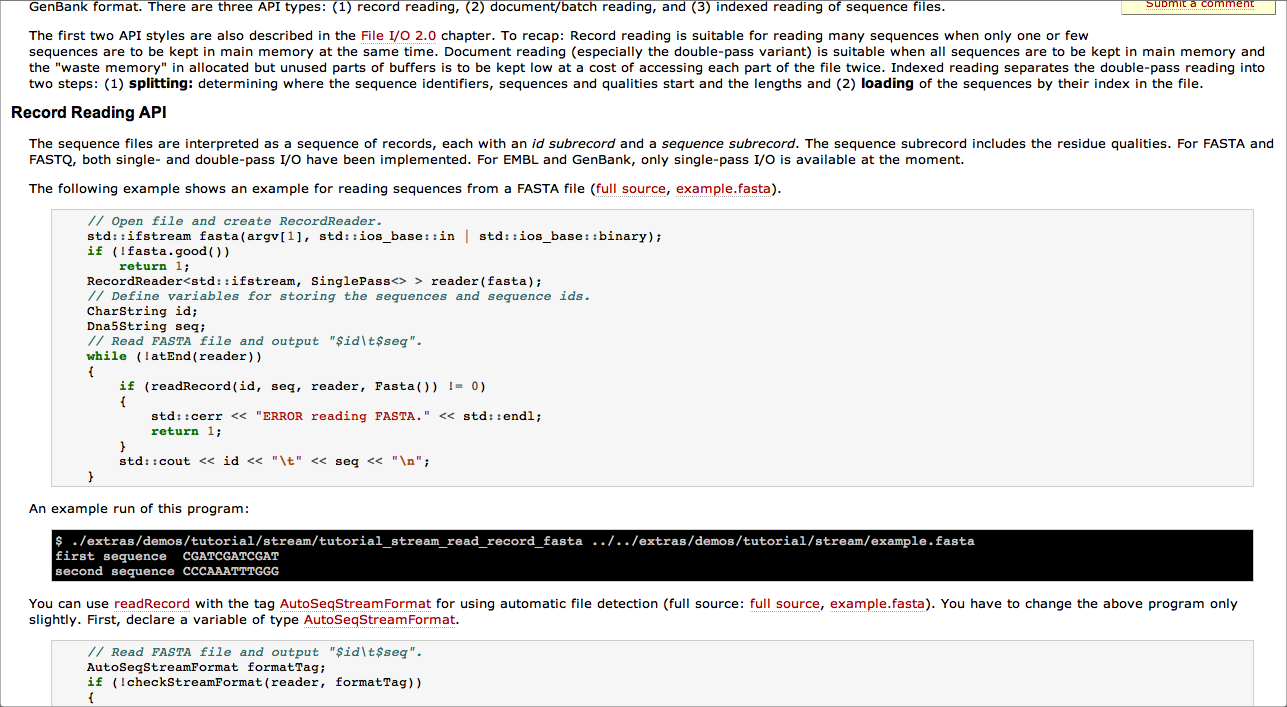 GenBank format. There are three API types: (1) record reading, (2) document/batch reading, and (3) indexed reading of sequence files.
Submit a comment
The first two API styles are also described in the File I/O 2.0 chapter. To recap: Record reading is suitable for reading many sequences when only one or few
sequences are to be kept in main memory at the same time. Document reading (especially the double-pass variant) is suitable when all sequences are to be kept in main memory and
the "waste memory" in allocated but unused parts of buffers is to be kept low at a cost of accessing each part of the file twice. Indexed reading separates the double-pass reading into
two steps: (1) splitting: determining where the sequence identifiers, sequences and qualities start and the lengths and (2) loading of the sequences by their index in the file.
Record Reading API
The sequence files are interpreted as a sequence of records, each with an id subrecord and a sequence subrecord. The sequence subrecord includes the residue qualities. For FASTA and
FASTQ, both single- and double-pass I/O have been implemented. For EMBL and GenBank, only single-pass I/O is available at the moment.
The following example shows an example for reading sequences from a FASTA file (full source, example.fasta).
// Open file and create RecordReader.
std::ifstream fasta(argv[1], std::ios_base::in | std::ios_base::binary);
if (!fasta.good())
return 1;
RecordReader<std::ifstream, SinglePass<> > reader(fasta);
// Define variables for storing the sequences and sequence ids.
CharString id;
Dna5String seq;
// Read FASTA file and output "$id\t$seq".
while (!atEnd(reader))
{
if (readRecord(id, seq, reader, Fasta()) != 0)
{
std::cerr << "ERROR reading FASTA." << std::endl;
return 1;
}
std::cout << id << "\t" << seq << "\n";
}
An example run of this program:
$ ./extras/demos/tutorial/stream/tutorial_stream_read_record_fasta ../../extras/demos/tutorial/stream/example.fasta
first sequence  CGATCGATCGAT
second sequence CCCAAATTTGGG
You can use readRecord with the tag AutoSeqStreamFormat for using automatic file detection (full source: full source, example.fasta). You have to change the above program only
slightly. First, declare a variable of type AutoSeqStreamFormat.
// Read FASTA file and output "$id\t$seq".
AutoSeqStreamFormat formatTag;
if (!checkStreamFormat(reader, formatTag))
{